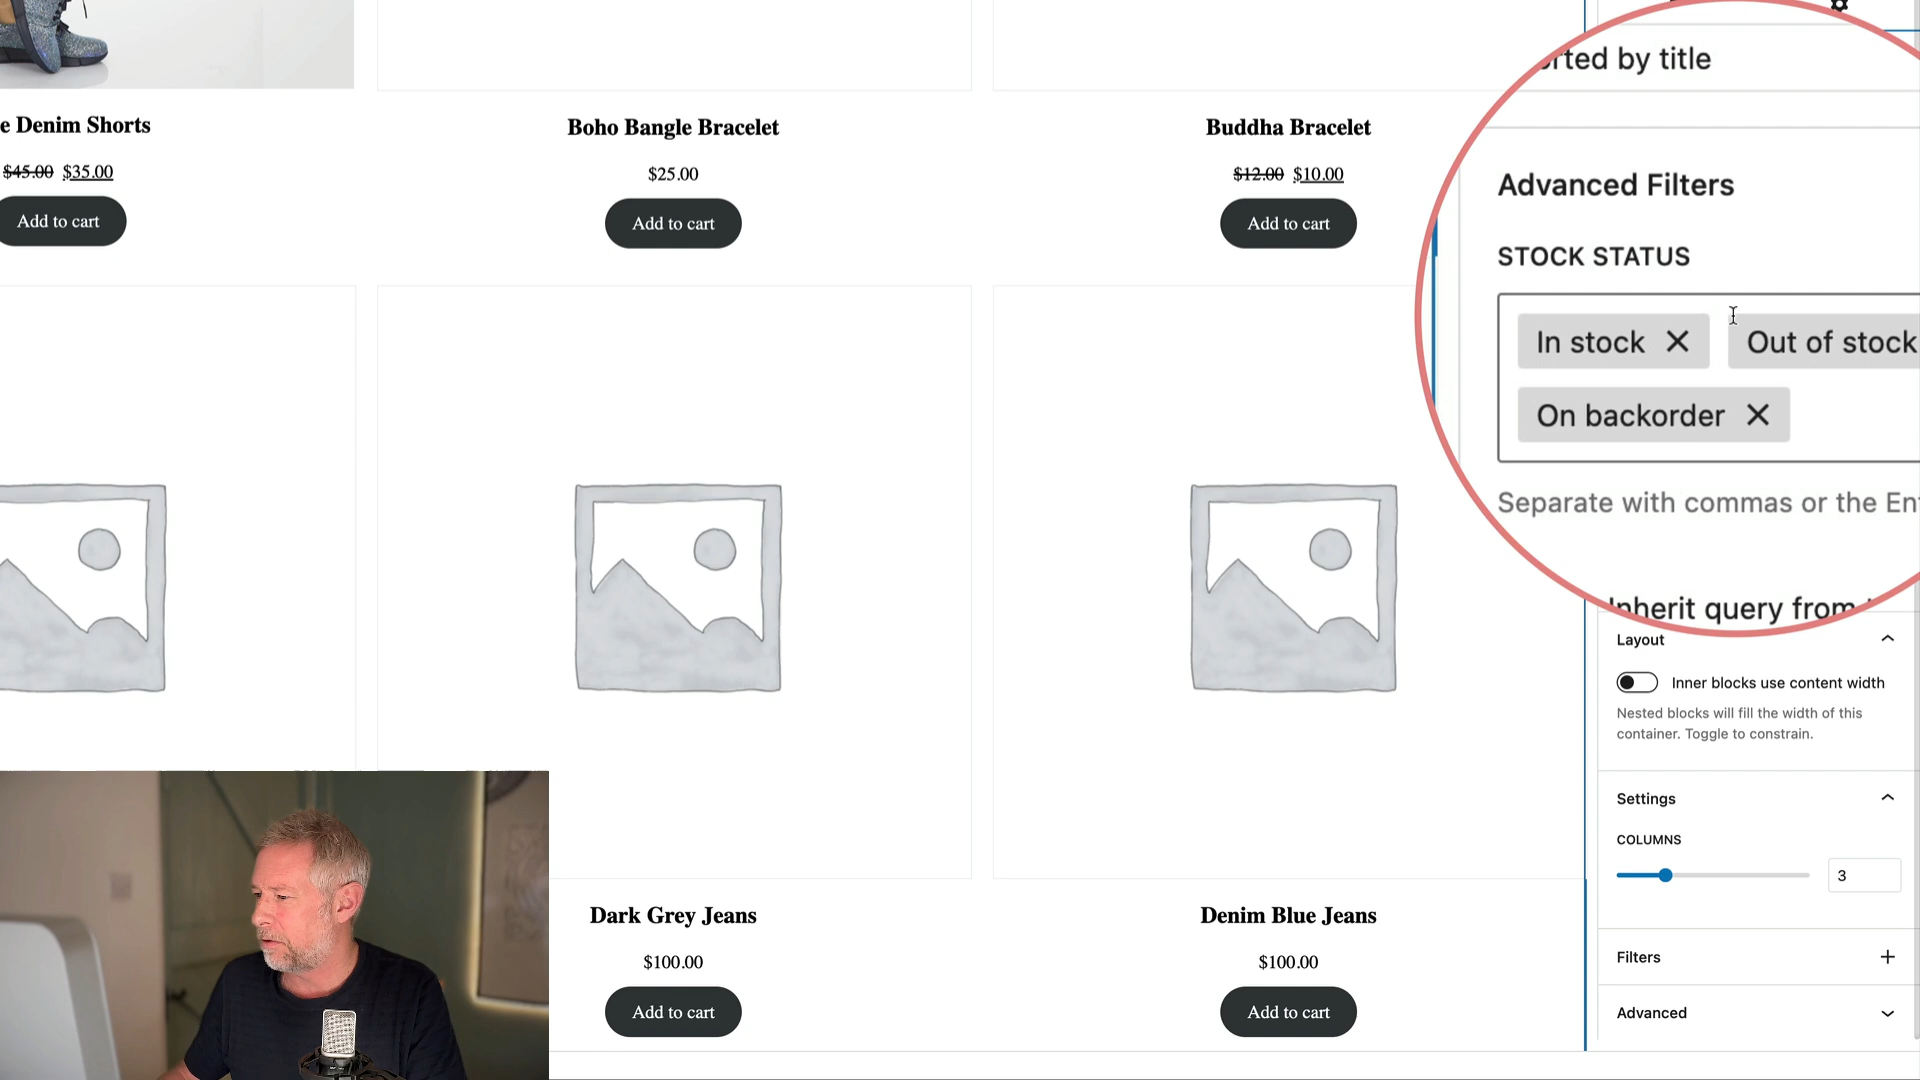 e Denim Shorts
$45.00 $35.00
Add to cart
Boho Bangle Bracelet
$25.00
Add to cart
Buddha Bracelet
$12.00 $10.00
Add to cart
Dark Grey Jeans
$100.00
Add to cart
Denim Blue Jeans
$100.00
Add to cart
rted by title
Advanced Filters
STOCK STATUS
In stock
Out of stock
On backorder
Separate with commas or the En
Inherit query from
Layout
Inner blocks use content width
Nested blocks will fill the width of this
container. Toggle to constrain.
Settings
COLUMNS
3
Filters
Advanced